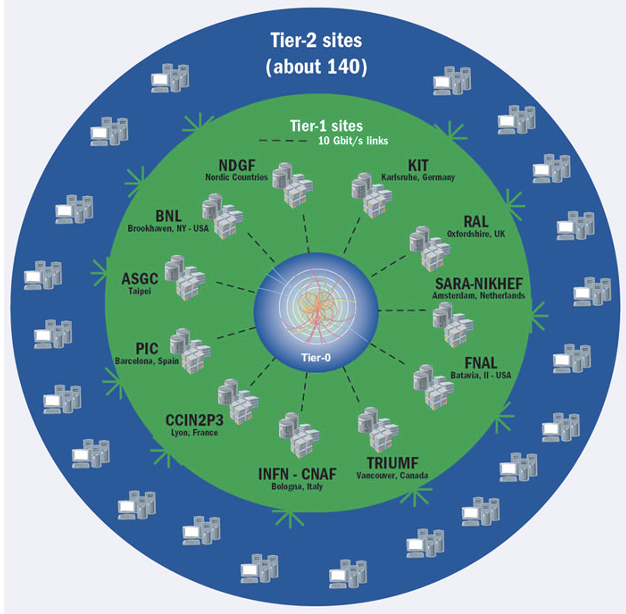 Tier-2 sites
(about 140)
Tier-1 sites
10 Gbit/s links
NDGF
Nordic Countries
KIT
Karlsruhe, Germany
BNL
Brookhaven, NY - USA
RAL
Oxfordshire, UK
ASGC
Taipei
SARA-NIKHEF
Amsterdam, Netherlands
PIC
Barcelona, Spain
Tier-0
FNAL
Batavia, Il - USA
CCIN2P3
Lyon, France
TRIUMF
Vancouver, Canada
INFN - CNAF
Bologna, Italy